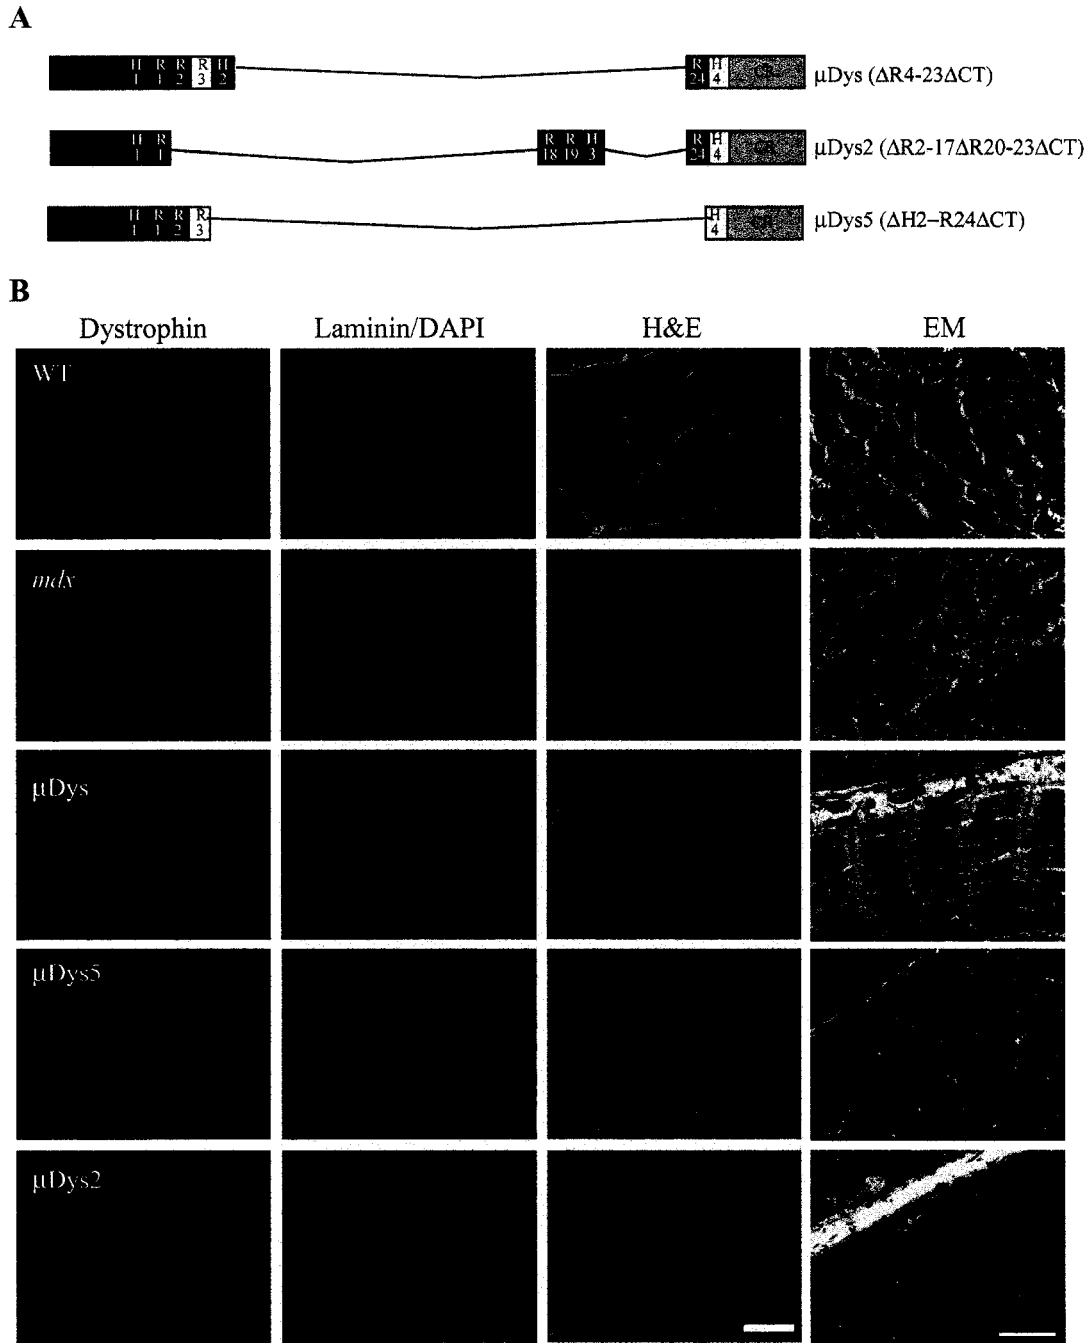 A
H R R R H
1 1 2 3 2
R H
24 4
CR
μDys (ΔR4-23ΔCT)
H R
1 1
R R H
18 19 3
R H
24 4
μDys2 (ΔR2-17ΔR20-23ΔCT)
H R R R
1 1 2 3
H
4
CR
μDys5 (ΔH2–R24ΔCT)
B
Dystrophin Laminin/DAPI H&E EM
WT
mdx
μDys
μDys5
μDys2